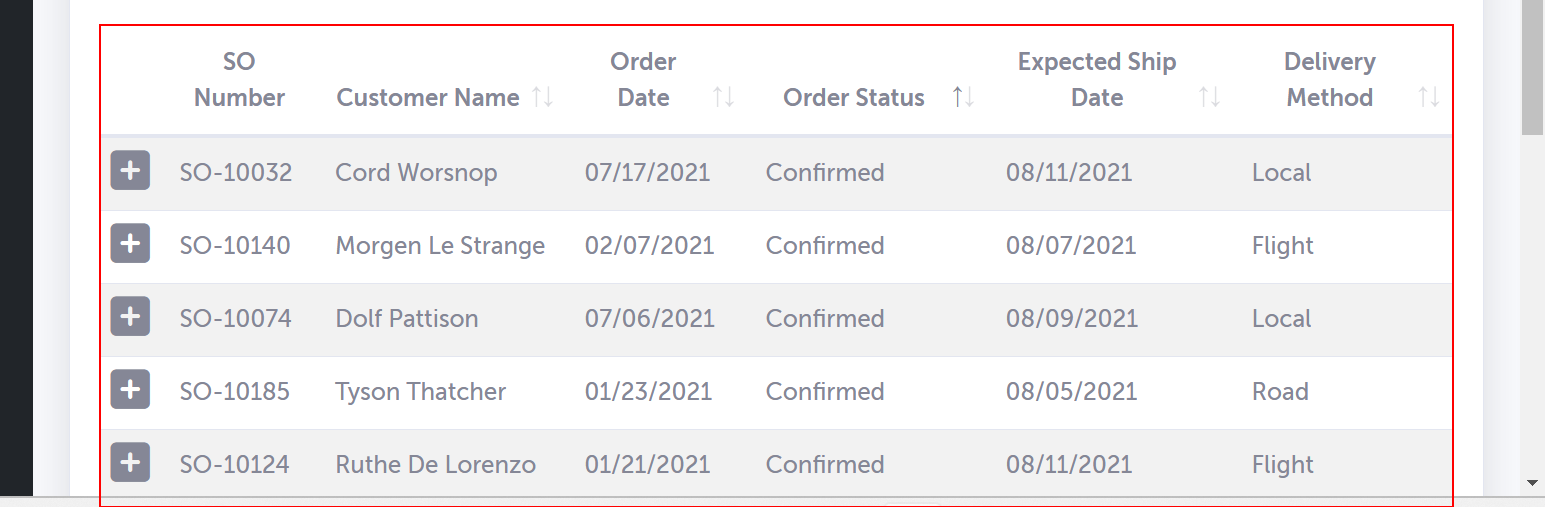 SO Number Customer Name Order Date Order Status Expected Ship Date Delivery Method
SO-10032 Cord Worsnop 07/17/2021 Confirmed 08/11/2021 Local
SO-10140 Morgen Le Strange 02/07/2021 Confirmed 08/07/2021 Flight
SO-10074 Dolf Pattison 07/06/2021 Confirmed 08/09/2021 Local
SO-10185 Tyson Thatcher 01/23/2021 Confirmed 08/05/2021 Road
SO-10124 Ruthe De Lorenzo 01/21/2021 Confirmed 08/11/2021 Flight